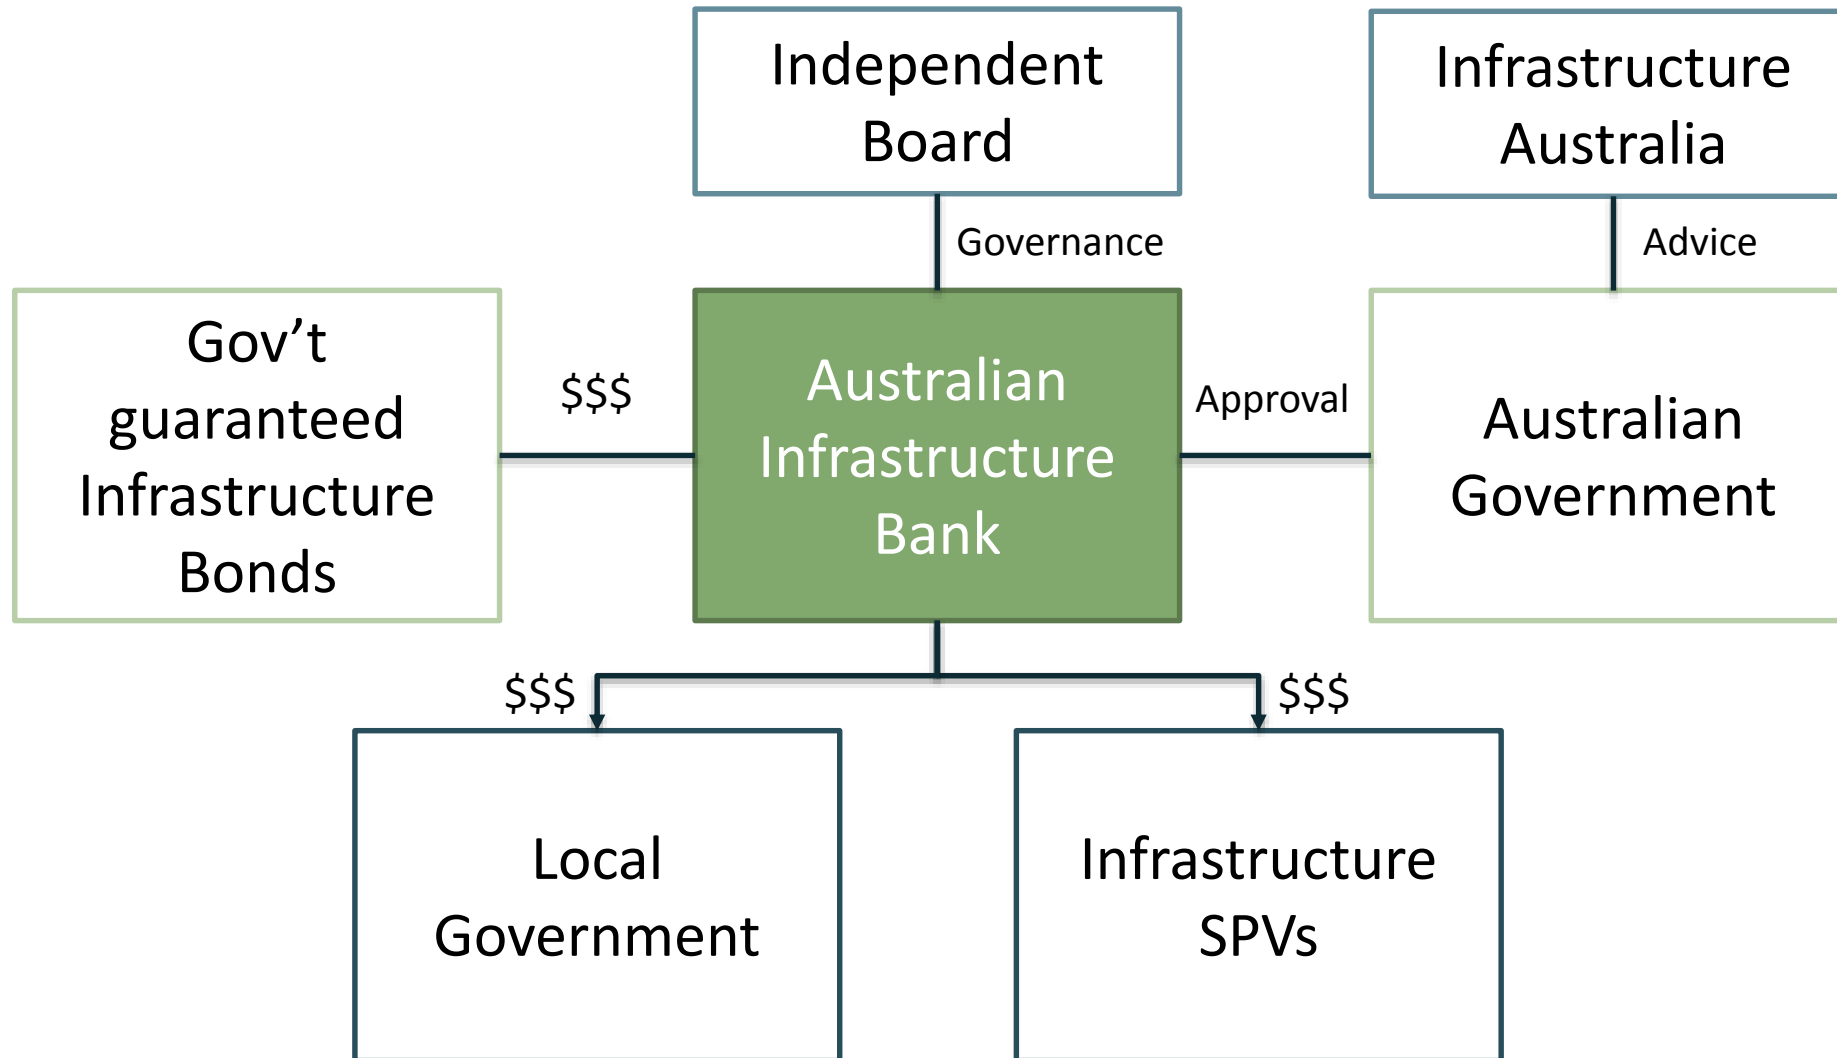 Independent
Board
Infrastructure
Australia
Governance
Advice
Gov’t
guaranteed
Infrastructure
Bonds
$$$
Australian
Infrastructure
Bank
Approval
Australian
Government
$$$
$$$
Local
Government
Infrastructure
SPVs